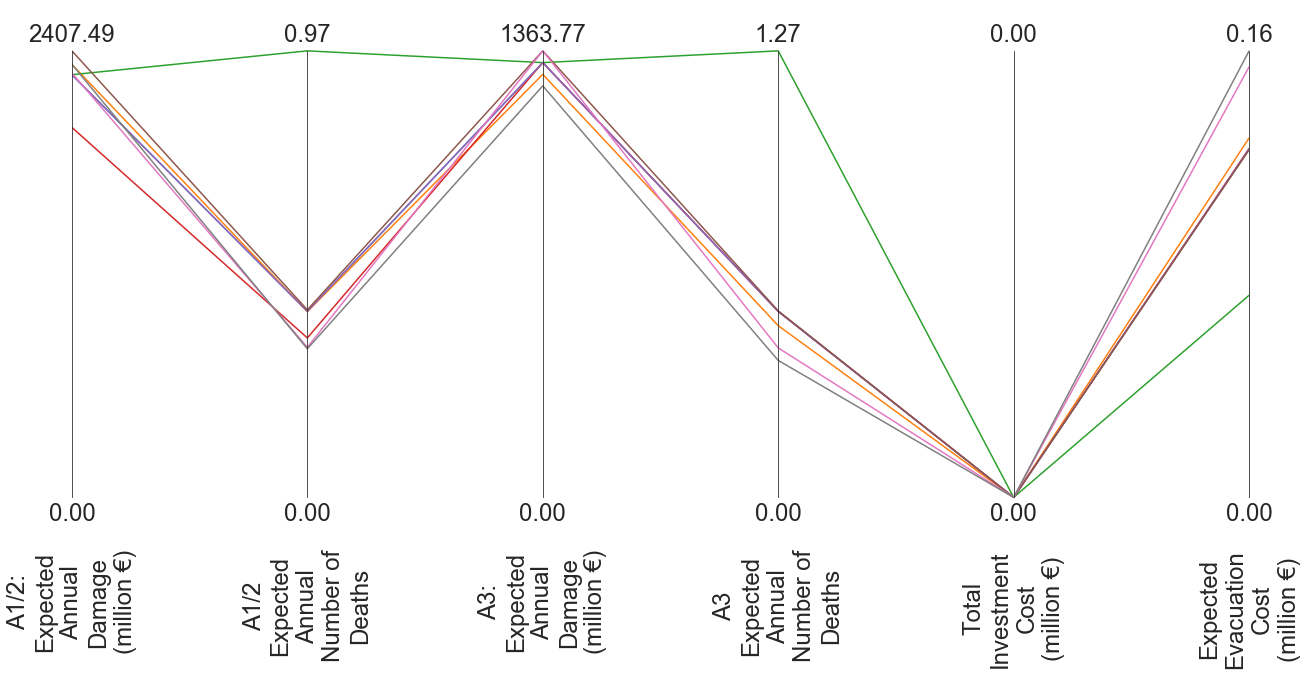 2407.49
0.97
1363.77
1.27
0.00
0.16
0.00
0.00
0.00
0.00
0.00
0.00
A1/2:
Expected
Annual
Damage
(million €)
A1/2
Expected
Annual
Number of
Deaths
A3:
Expected
Annual
Damage
(million €)
A3
Expected
Annual
Number of
Deaths
Total
Investment
Cost
(million €)
Expected
Evacuation
Cost
(million €)